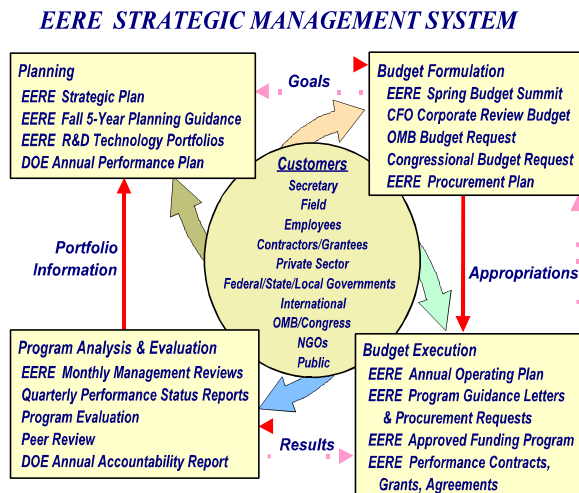 EERE STRATEGIC MANAGEMENT SYSTEM
Planning
EERE Strategic Plan
EERE Fall 5-Year Planning Guidance
EERE R&D Technology Portfolios
DOE Annual Performance Plan
Goals
Budget Formulation
EERE Spring Budget Summit
CFO Corporate Review Budget
OMB Budget Request
Congressional Budget Request
EERE Procurement Plan
Customers
Secretary
Field
Employees
Contractors/Grantees
Private Sector
Federal/State/Local Governments
International
OMB/Congress
NGOs
Public
Portfolio
Information
Appropriations
Program Analysis & Evaluation
EERE Monthly Management Reviews
Quarterly Performance Status Reports
Program Evaluation
Peer Review
DOE Annual Accountability Report
Results
Budget Execution
EERE Annual Operating Plan
EERE Program Guidance Letters
& Procurement Requests
EERE Approved Funding Program
EERE Performance Contracts,
Grants, Agreements